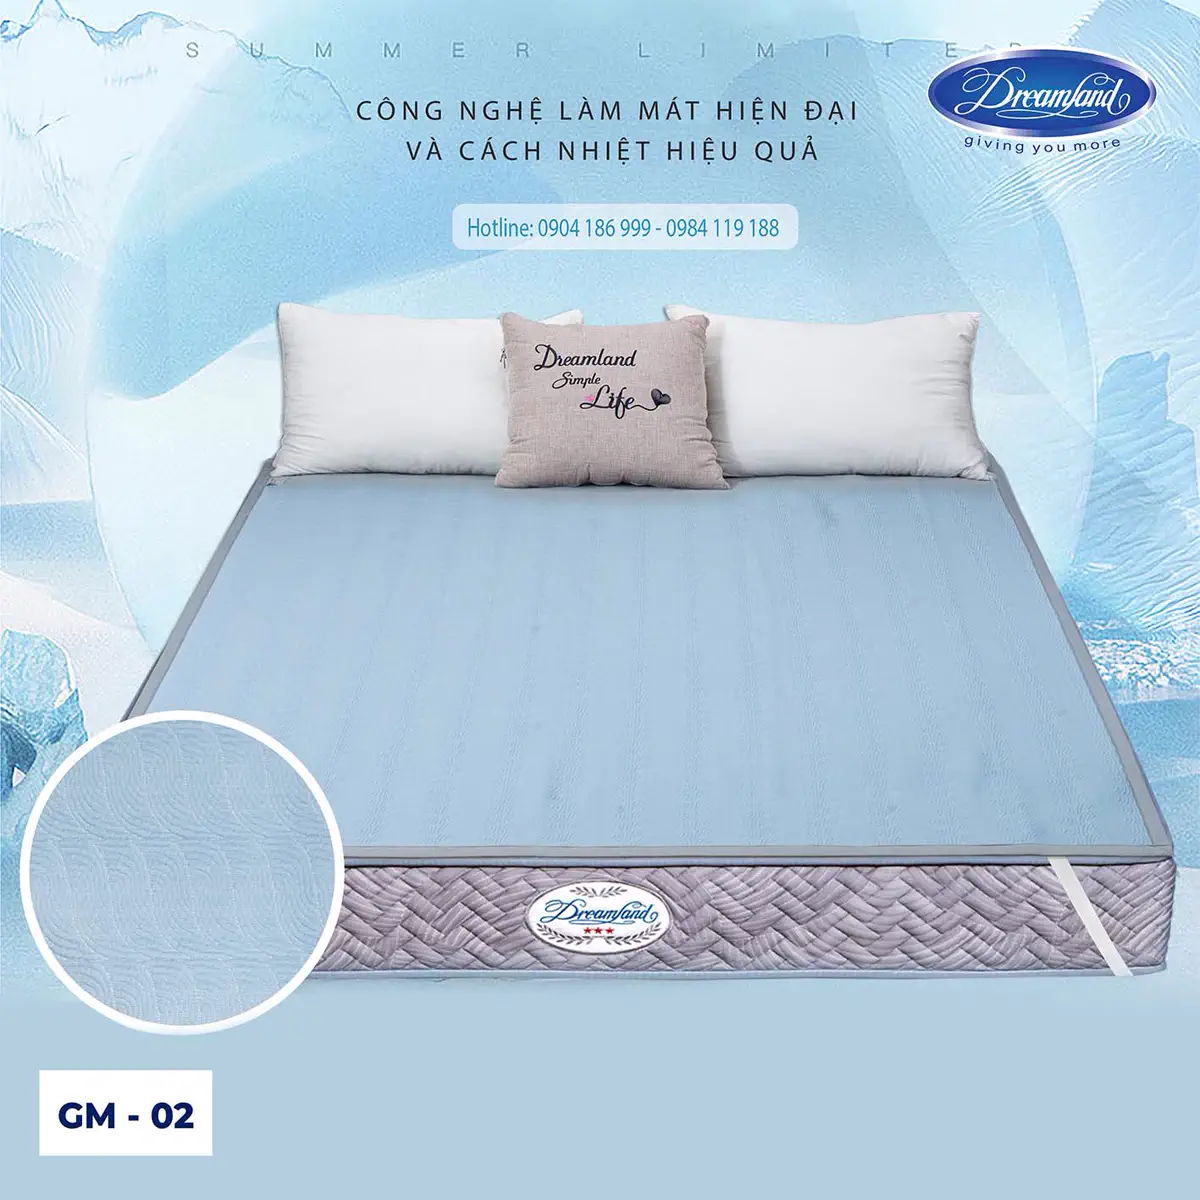 SUMMER LIMITED
Dreamland
giving you more
CÔNG NGHỆ LÀM MÁT HIỆN ĐẠI
VÀ CÁCH NHIỆT HIỆU QUẢ
Hotline: 0904 186 999 - 0984 119 188
Dreamland
Simple
Life
Dreamland
GM - 02